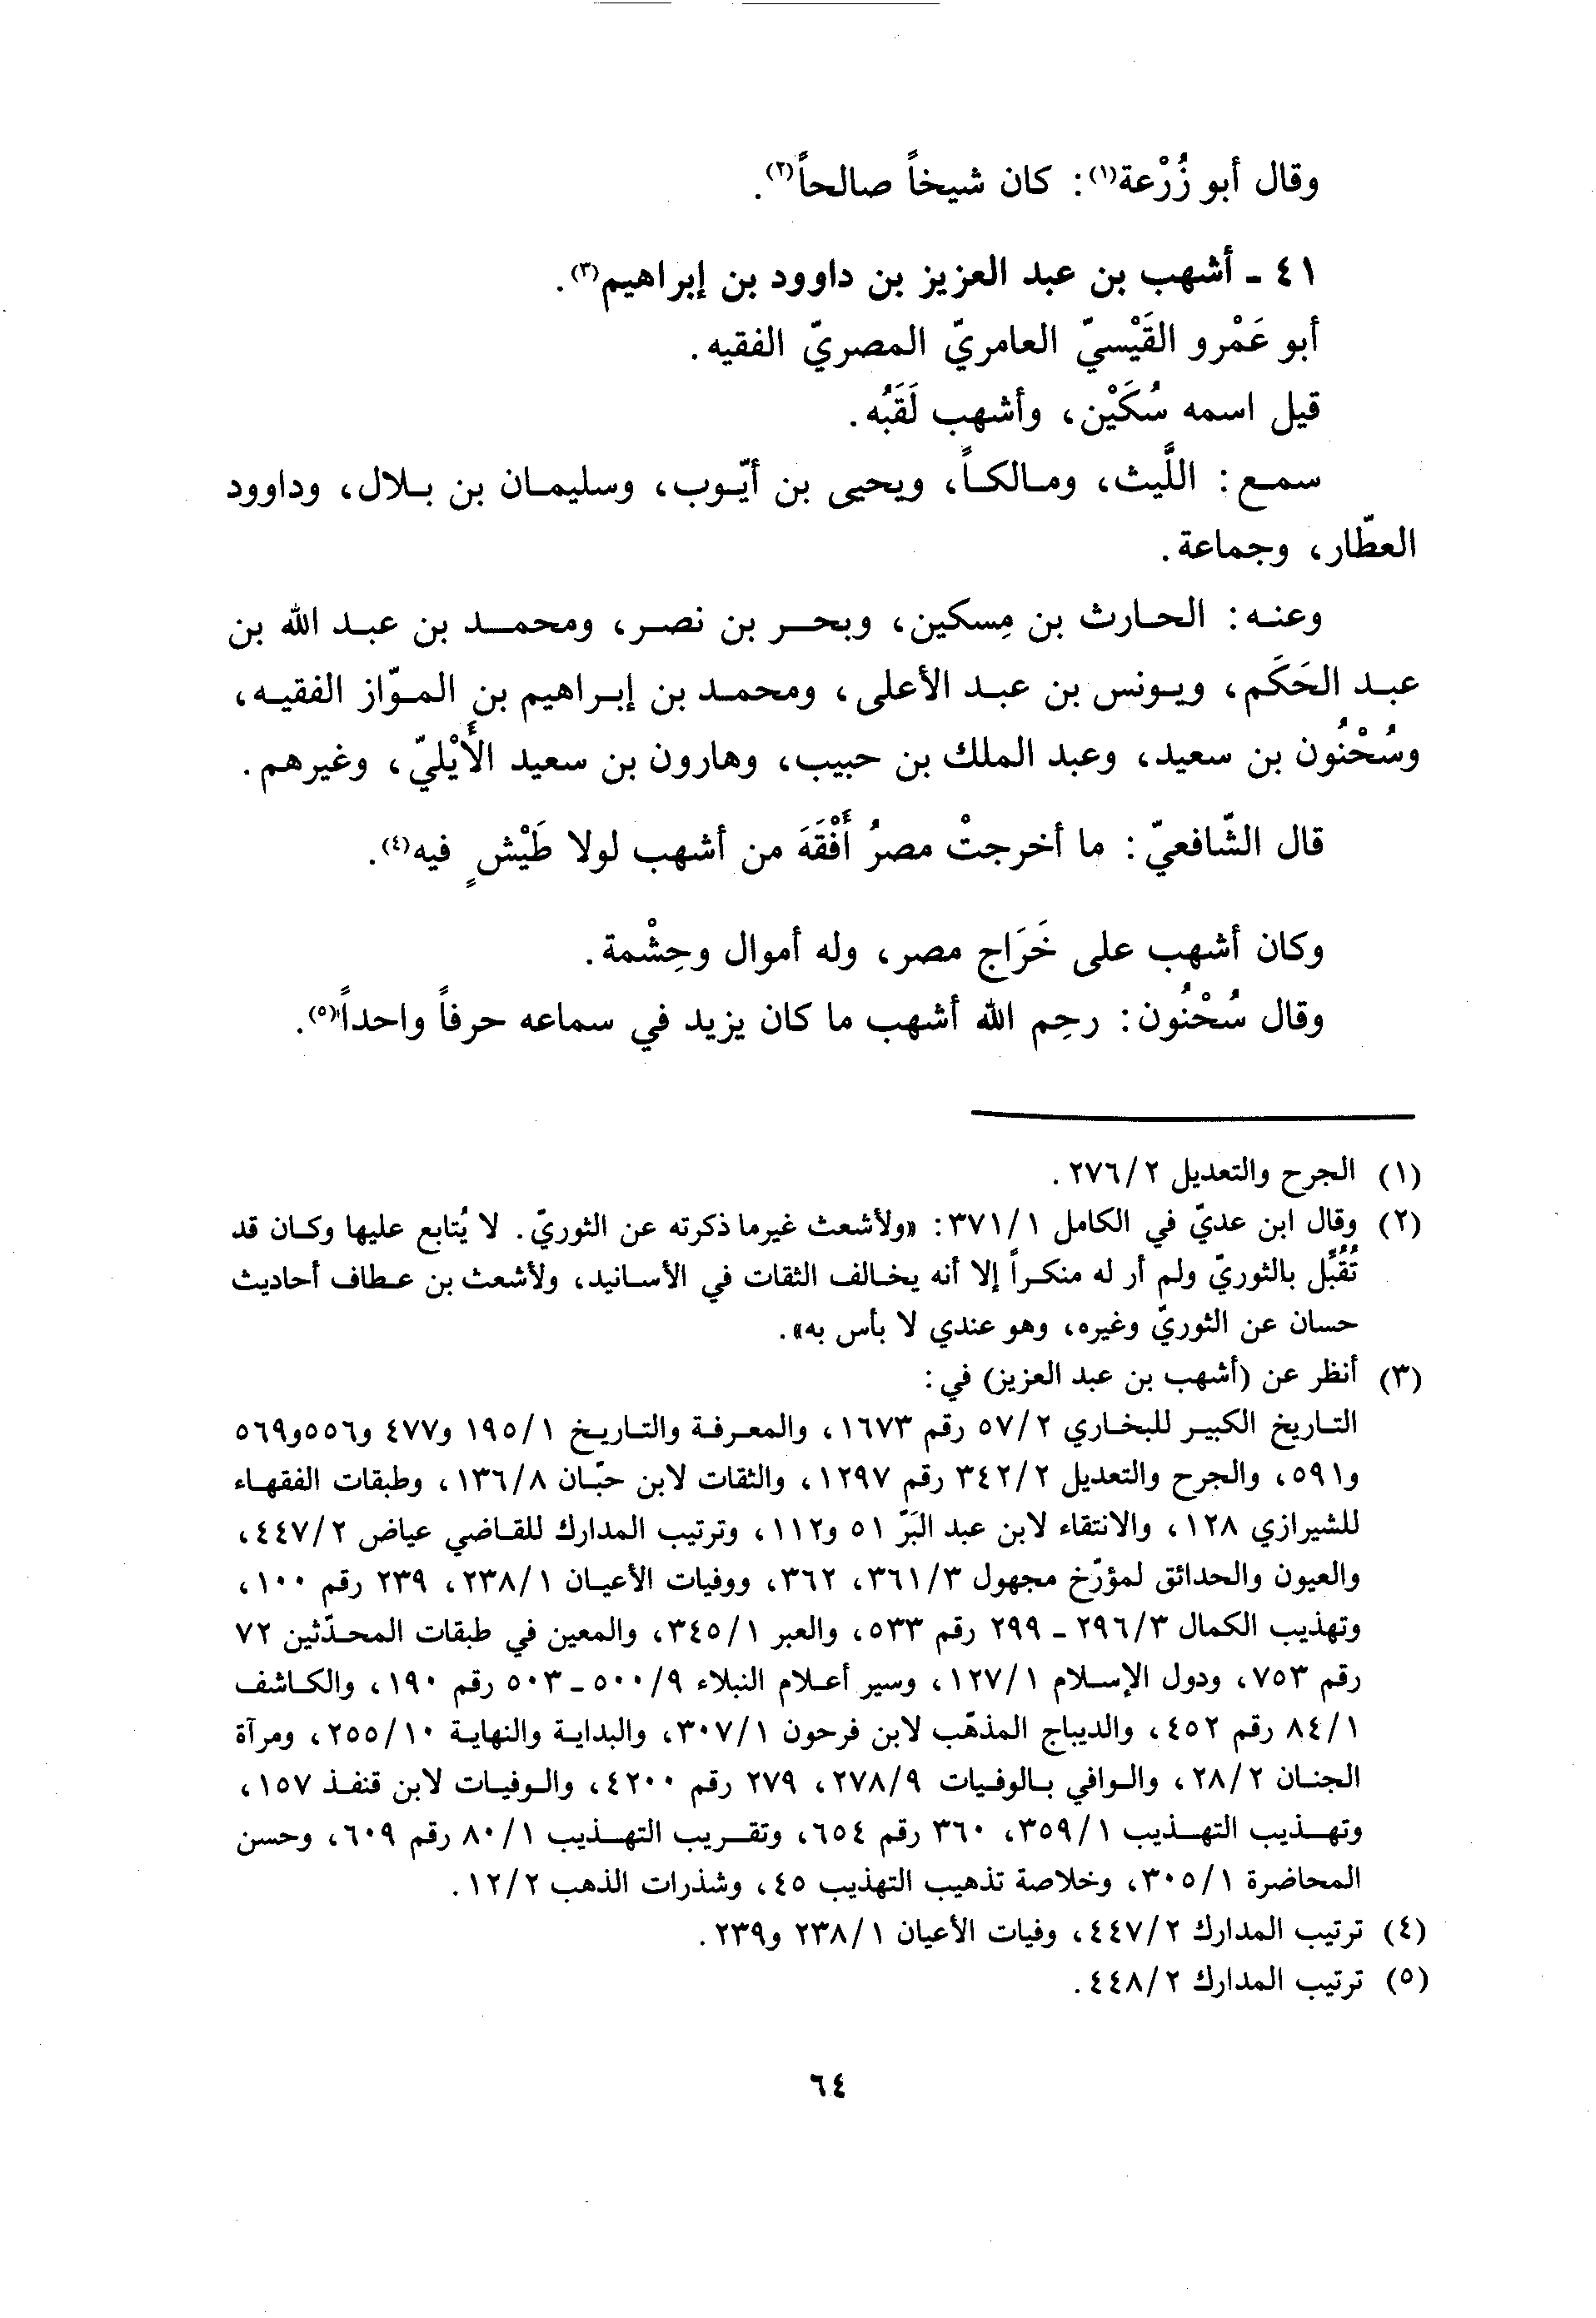 وقال أبو زُرْعة(١): كان شيخاً صالحاً(٢).
٤١ - أشهب بن عبد العزيز بن داوود بن إبراهيم(٣).
أبو عَمْرو القَيْسيّ العامريّ المصريّ الفقيه.
قيل اسمه سُكَيْن، وأشهب لَقَبُه.
سمع: اللَّيث، ومالكاً، ويحيى بن أيّوب، وسليمان بن بلال، وداوود
العطّار، وجماعة.
وعنه: الحارث بن مِسكين، وبحر بن نصر، ومحمد بن عبد الله بن
عبد الحَكَم، ويونس بن عبد الأعلى، ومحمد بن إبراهيم بن الموّاز الفقيه،
وسُحْنُون بن سعيد، وعبد الملك بن حبيب، وهارون بن سعيد الأَيْليّ، وغيرهم.
قال الشّافعيّ: ما أخرجتْ مصرُ أَفْقَهَ من أشهب لولا طَيْشٍ فيه(٤).
وكان أشهب على خَرَاج مصر، وله أموال وحِشْمة.
وقال سُحْنُون: رحِم الله أشهب ما كان يزيد في سماعه حرفاً واحداً(٥).
(١) الجرح والتعديل ٢٧٦/٢.
(٢) وقال ابن عديّ في الكامل ٣٧١/١: «ولأشعث غيرما ذكرته عن الثوريّ. لا يُتابع عليها وكان قد
تُقُبِّل بالثوريّ ولم أر له منكراً إلا أنه يخالف الثقات في الأسانيد، ولأشعث بن عطاف أحاديث
حسان عن الثوريّ وغيره، وهو عندي لا بأس به».
(٣) أنظر عن (أشهب بن عبد العزيز) في:
التاريخ الكبير للبخاري ٥٧/٢ رقم ١٦٧٣، والمعرفة والتاريخ ١٩٥/١ و٤٧٧ و٥٥٦ و٥٦٩
و٥٩١، والجرح والتعديل ٣٤٢/٢ رقم ١٢٩٧، والثقات لابن حبّان ١٣٦/٨، وطبقات الفقهاء
للشيرازي ١٢٨، والانتقاء لابن عبد البَرّ ٥١ و١١٢، وترتيب المدارك للقاضي عياض ٤٤٧/٢،
والعيون والحدائق لمؤرّخ مجهول ٣٦١/٣، ٣٦٢، ووفيات الأعيان ٢٣٨/١، ٢٣٩ رقم ١٠٠،
وتهذيب الكمال ٢٩٦/٣ - ٢٩٩ رقم ٥٣٣، والعبر ٣٤٥/١، والمعين في طبقات المحدّثين ٧٢
رقم ٧٥٣، ودول الإسلام ١٢٧/١، وسير أعلام النبلاء ٥٠٠/٩ - ٥٠٣ رقم ١٩٠، والكاشف
٨٤/١ رقم ٤٥٢، والديباج المذهّب لابن فرحون ٣٠٧/١، والبداية والنهاية ٢٥٥/١٠، ومرآة
الجنان ٢٨/٢، والوافي بالوفيات ٢٧٨/٩، ٢٧٩ رقم ٤٢٠٠، والوفيات لابن قنفذ ١٥٧،
وتهذيب التهذيب ٣٥٩/١، ٣٦٠ رقم ٦٥٤، وتقريب التهذيب ٨٠/١ رقم ٦٠٩، وحسن
المحاضرة ٣٠٥/١، وخلاصة تذهيب التهذيب ٤٥، وشذرات الذهب ١٢/٢.
(٤) ترتيب المدارك ٤٤٧/٢، وفيات الأعيان ٢٣٨/١ و٢٣٩.
(٥) ترتيب المدارك ٤٤٨/٢.
٦٤